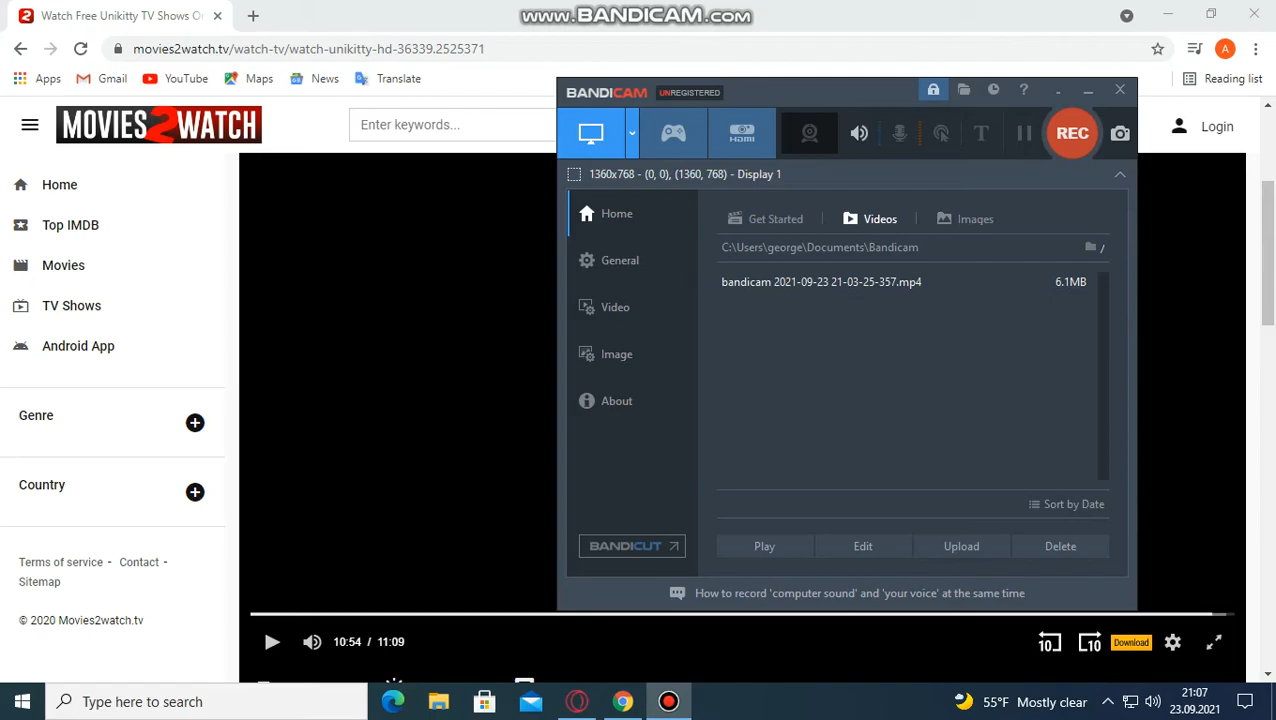 Watch Free Unikitty TV Shows O
www.BANDICAM.com
movies2watch.tv/watch-tv/watch-unikitty-hd-36339.2525371
A
Apps
Gmail
YouTube
Maps
News
Translate
Reading list
MOVIES2WATCH
Enter keywords...
Login
Home
Top IMDB
Movies
TV Shows
Android App
Genre
Country
Terms of service - Contact -
Sitemap
© 2020 Movies2watch.tv
BANDICAM UNREGISTERED
HDMI
T
REC
1360x768 - (0, 0), (1360, 768) - Display 1
Home
General
Video
Image
About
BANDICUT
Get Started
Videos
Images
C:\Users\george\Documents\Bandicam
/
bandicam 2021-09-23 21-03-25-357.mp4 6.1MB
Sort by Date
Play
Edit
Upload
Delete
How to record 'computer sound' and 'your voice' at the same time
10:54 / 11:09
10
10
Download
Type here to search
55°F Mostly clear
21:07
23.09.2021